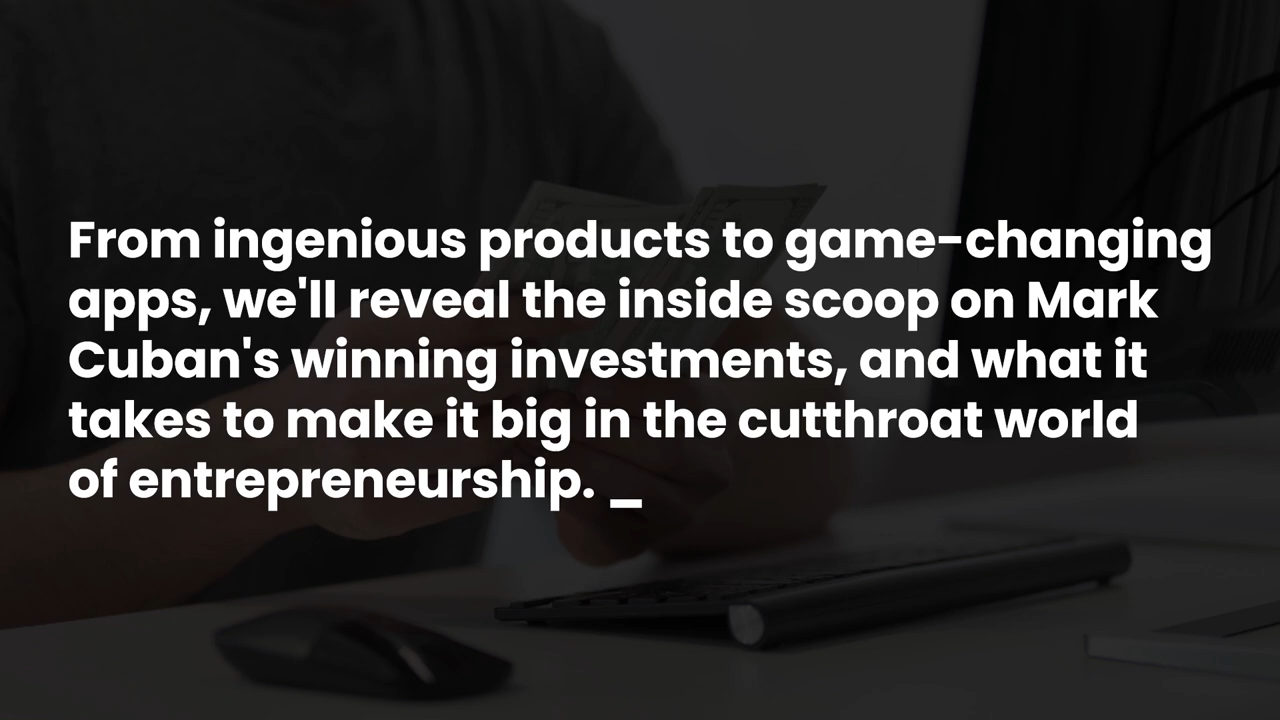 From ingenious products to game-changing
apps, we'll reveal the inside scoop on Mark
Cuban's winning investments, and what it
takes to make it big in the cutthroat world
of entrepreneurship. _